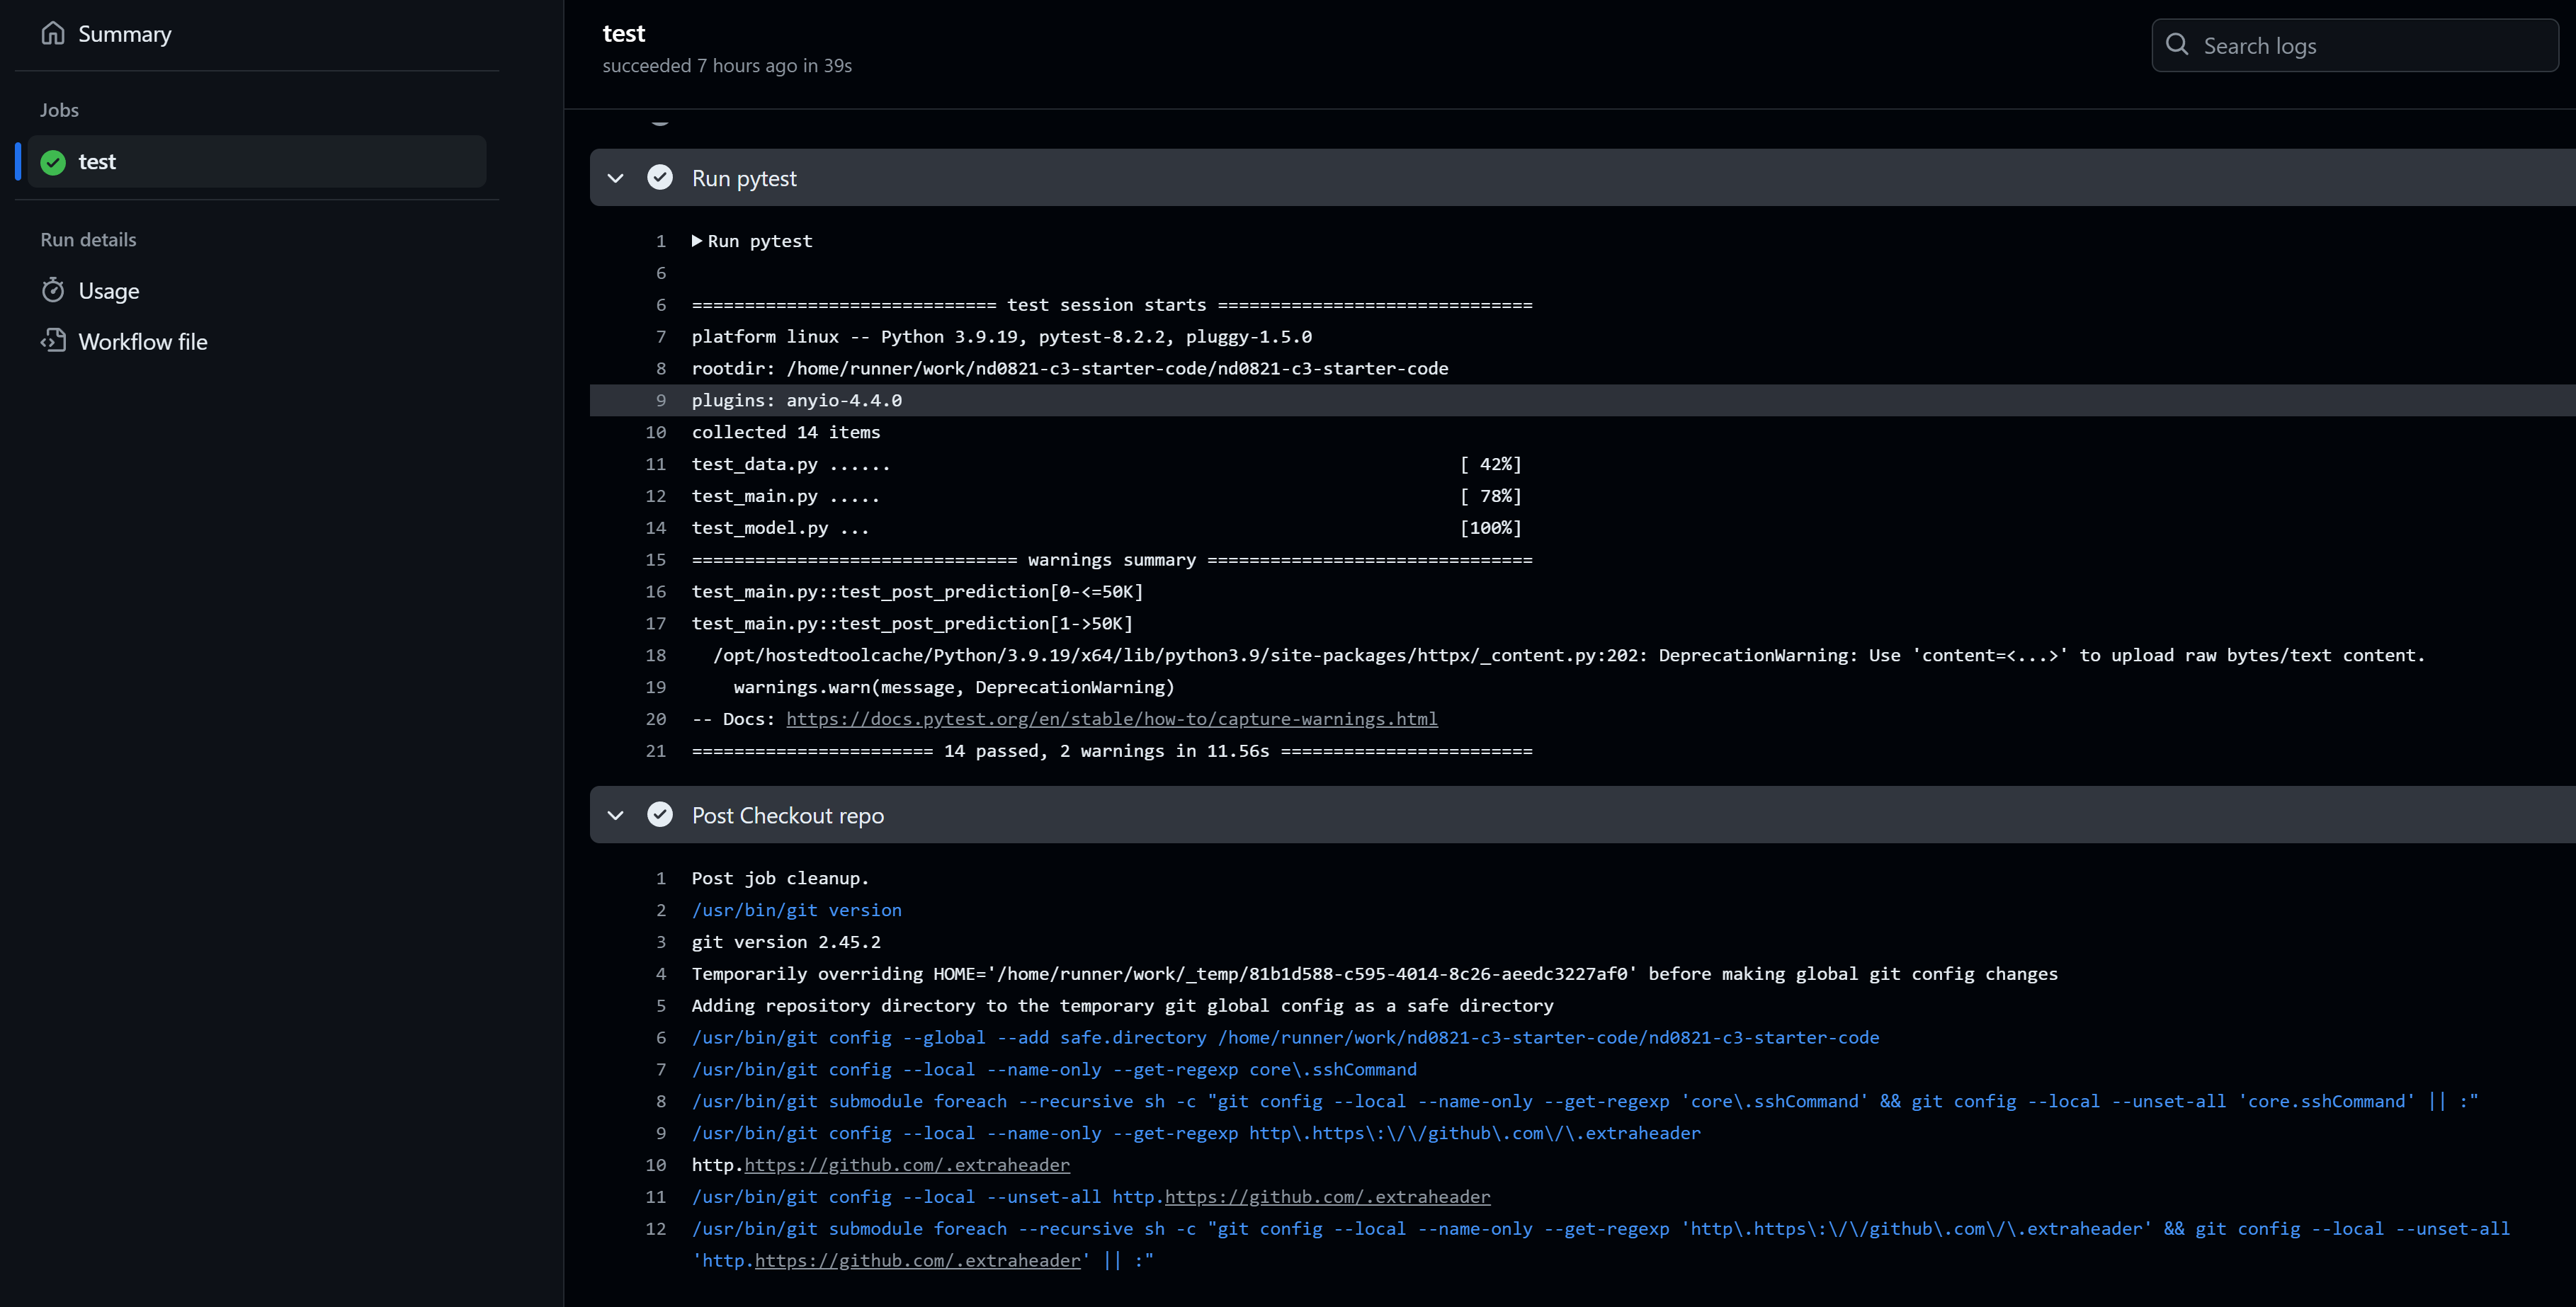 Summary
Jobs
test
Run details
Usage
Workflow file
test
succeeded 7 hours ago in 39s
Search logs
Run pytest
1 Run pytest
6
6 ============================= test session starts ==============================
7 platform linux -- Python 3.9.19, pytest-8.2.2, pluggy-1.5.0
8 rootdir: /home/runner/work/nd0821-c3-starter-code/nd0821-c3-starter-code
9 plugins: anyio-4.4.0
10 collected 14 items
11 test_data.py ...... [ 42%]
12 test_main.py ..... [ 78%]
14 test_model.py ... [100%]
15 =============================== warnings summary ===============================
16 test_main.py::test_post_prediction[0-<=50K]
17 test_main.py::test_post_prediction[1->50K]
18 /opt/hostedtoolcache/Python/3.9.19/x64/lib/python3.9/site-packages/httpx/_content.py:202: DeprecationWarning: Use 'content=<...>' to upload raw bytes/text content.
19 warnings.warn(message, DeprecationWarning)
20 -- Docs: https://docs.pytest.org/en/stable/how-to/capture-warnings.html
21 ======================= 14 passed, 2 warnings in 11.56s ========================
Post Checkout repo
1 Post job cleanup.
2 /usr/bin/git version
3 git version 2.45.2
4 Temporarily overriding HOME='/home/runner/work/_temp/81b1d588-c595-4014-8c26-aeedc3227af0' before making global git config changes
5 Adding repository directory to the temporary git global config as a safe directory
6 /usr/bin/git config --global --add safe.directory /home/runner/work/nd0821-c3-starter-code/nd0821-c3-starter-code
7 /usr/bin/git config --local --name-only --get-regexp core\.sshCommand
8 /usr/bin/git submodule foreach --recursive sh -c "git config --local --name-only --get-regexp 'core\.sshCommand' && git config --local --unset-all 'core.sshCommand' || :"
9 /usr/bin/git config --local --name-only --get-regexp http\.https\:\/\/github\.com\/\.extraheader
10 http.https://github.com/.extraheader
11 /usr/bin/git config --local --unset-all http.https://github.com/.extraheader
12 /usr/bin/git submodule foreach --recursive sh -c "git config --local --name-only --get-regexp 'http\.https\:\/\/github\.com\/\.extraheader' && git config --local --unset-all
'http.https://github.com/.extraheader' || :"